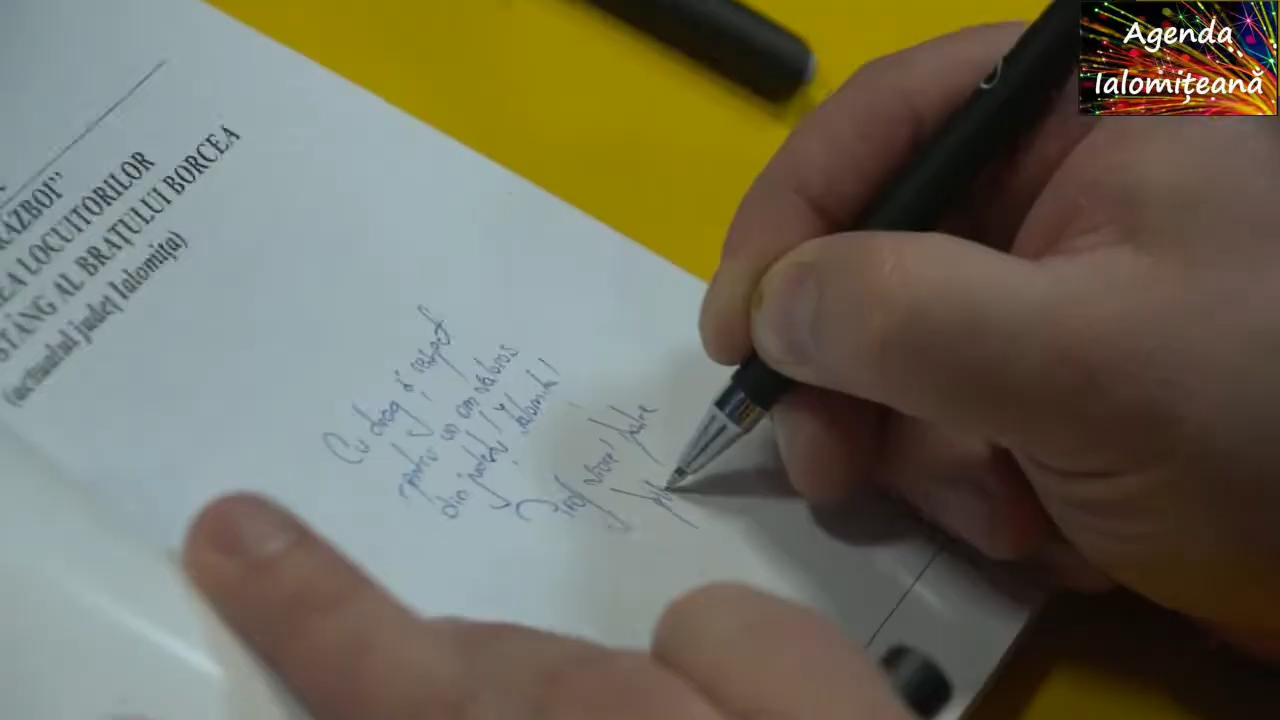 RĂZBOI"
EA LOCUITORILOR
STÂNG AL BRAȚULUI BORCEA
(actualul județ Ialomița)
Cu drag și respect
pentru un om valoros
din județul Ialomița!
Prof.
Agenda
Ialomițeană